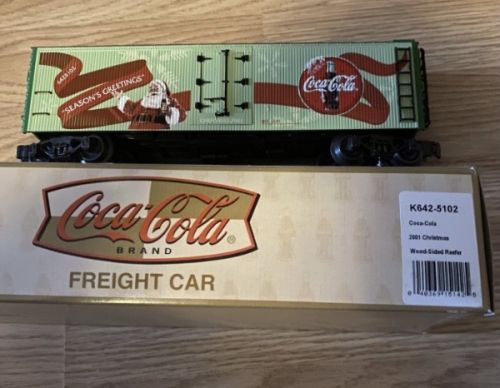 "SEASON'S GREETINGS"
Coca-Cola
Coca-Cola®
BRAND
FREIGHT CAR
K642-5102
Coca-Cola
2001 Christmas
Wood-Sided Reefer